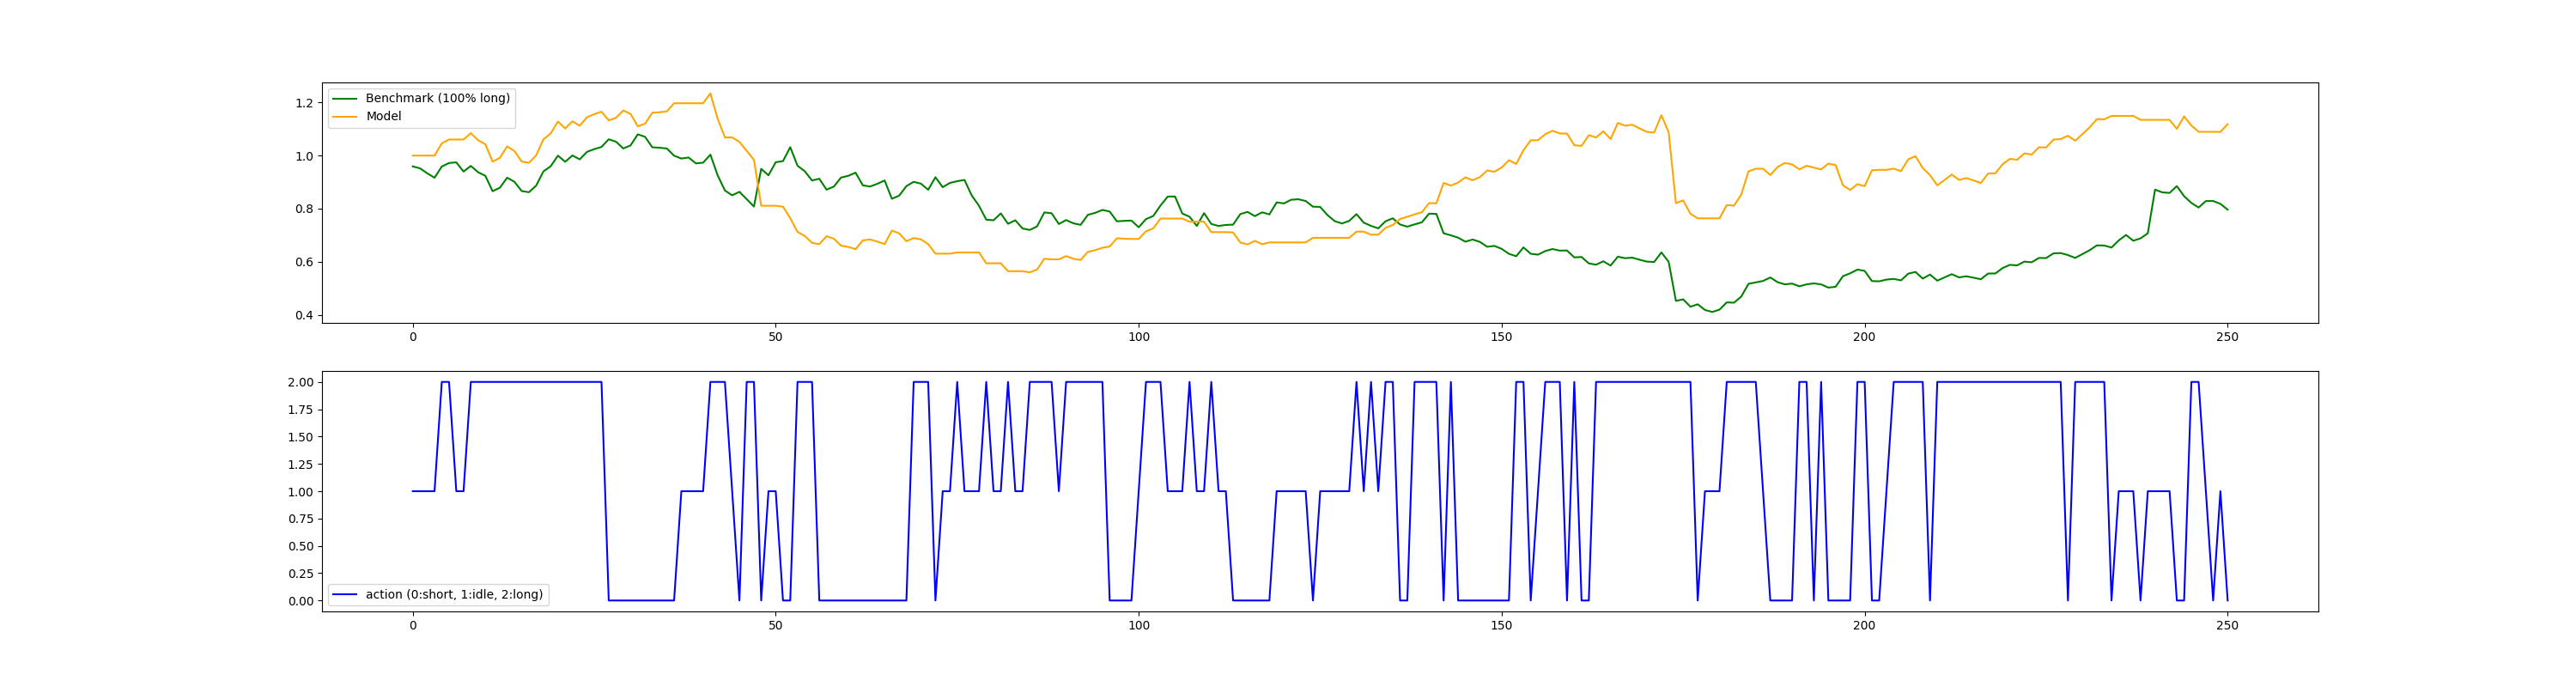 1.2
1.0
0.8
0.6
0.4
Benchmark (100% long)
Model
0 50 100 150 200 250
2.00
1.75
1.50
1.25
1.00
0.75
0.50
0.25
0.00
action (0:short, 1:idle, 2:long)
0 50 100 150 200 250